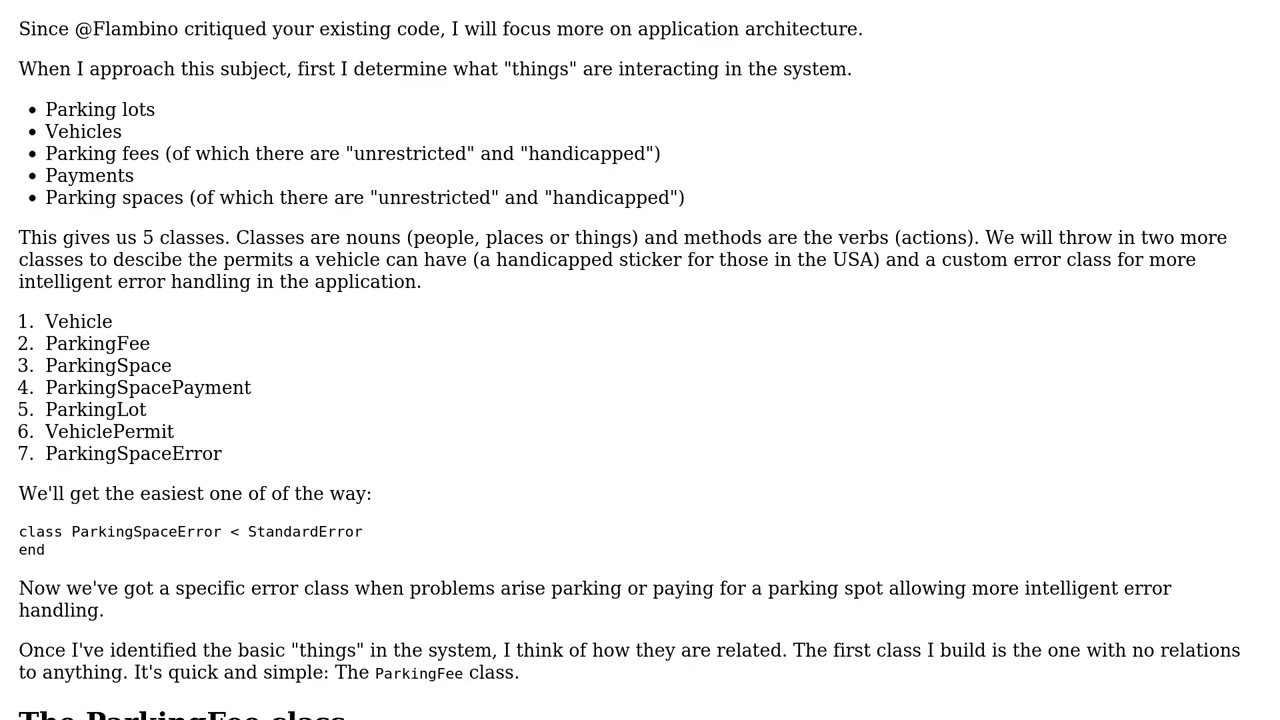 Since @Flambino critiqued your existing code, I will focus more on application architecture.
When I approach this subject, first I determine what "things" are interacting in the system.
• Parking lots
• Vehicles
• Parking fees (of which there are "unrestricted" and "handicapped")
• Payments
• Parking spaces (of which there are "unrestricted" and "handicapped")
This gives us 5 classes. Classes are nouns (people, places or things) and methods are the verbs (actions). We will throw in two more
classes to descibe the permits a vehicle can have (a handicapped sticker for those in the USA) and a custom error class for more
intelligent error handling in the application.
1. Vehicle
2. ParkingFee
3. ParkingSpace
4. ParkingSpacePayment
5. ParkingLot
6. VehiclePermit
7. ParkingSpaceError
We'll get the easiest one of of the way:
class ParkingSpaceError < StandardError
end
Now we've got a specific error class when problems arise parking or paying for a parking spot allowing more intelligent error
handling.
Once I've identified the basic "things" in the system, I think of how they are related. The first class I build is the one with no relations
to anything. It's quick and simple: The ParkingFee class.
The ParkingFee class